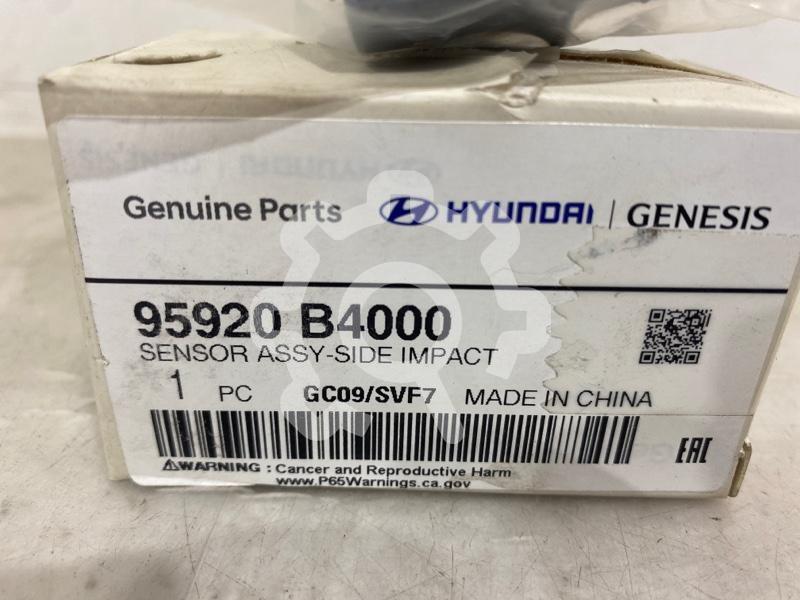 Genuine Parts HYUNDAI | GENESIS
95920 B4000
SENSOR ASSY-SIDE IMPACT
1 PC GC09/SVF7 MADE IN CHINA
EAC
WARNING : Cancer and Reproductive Harm
www.P65Warnings.ca.gov